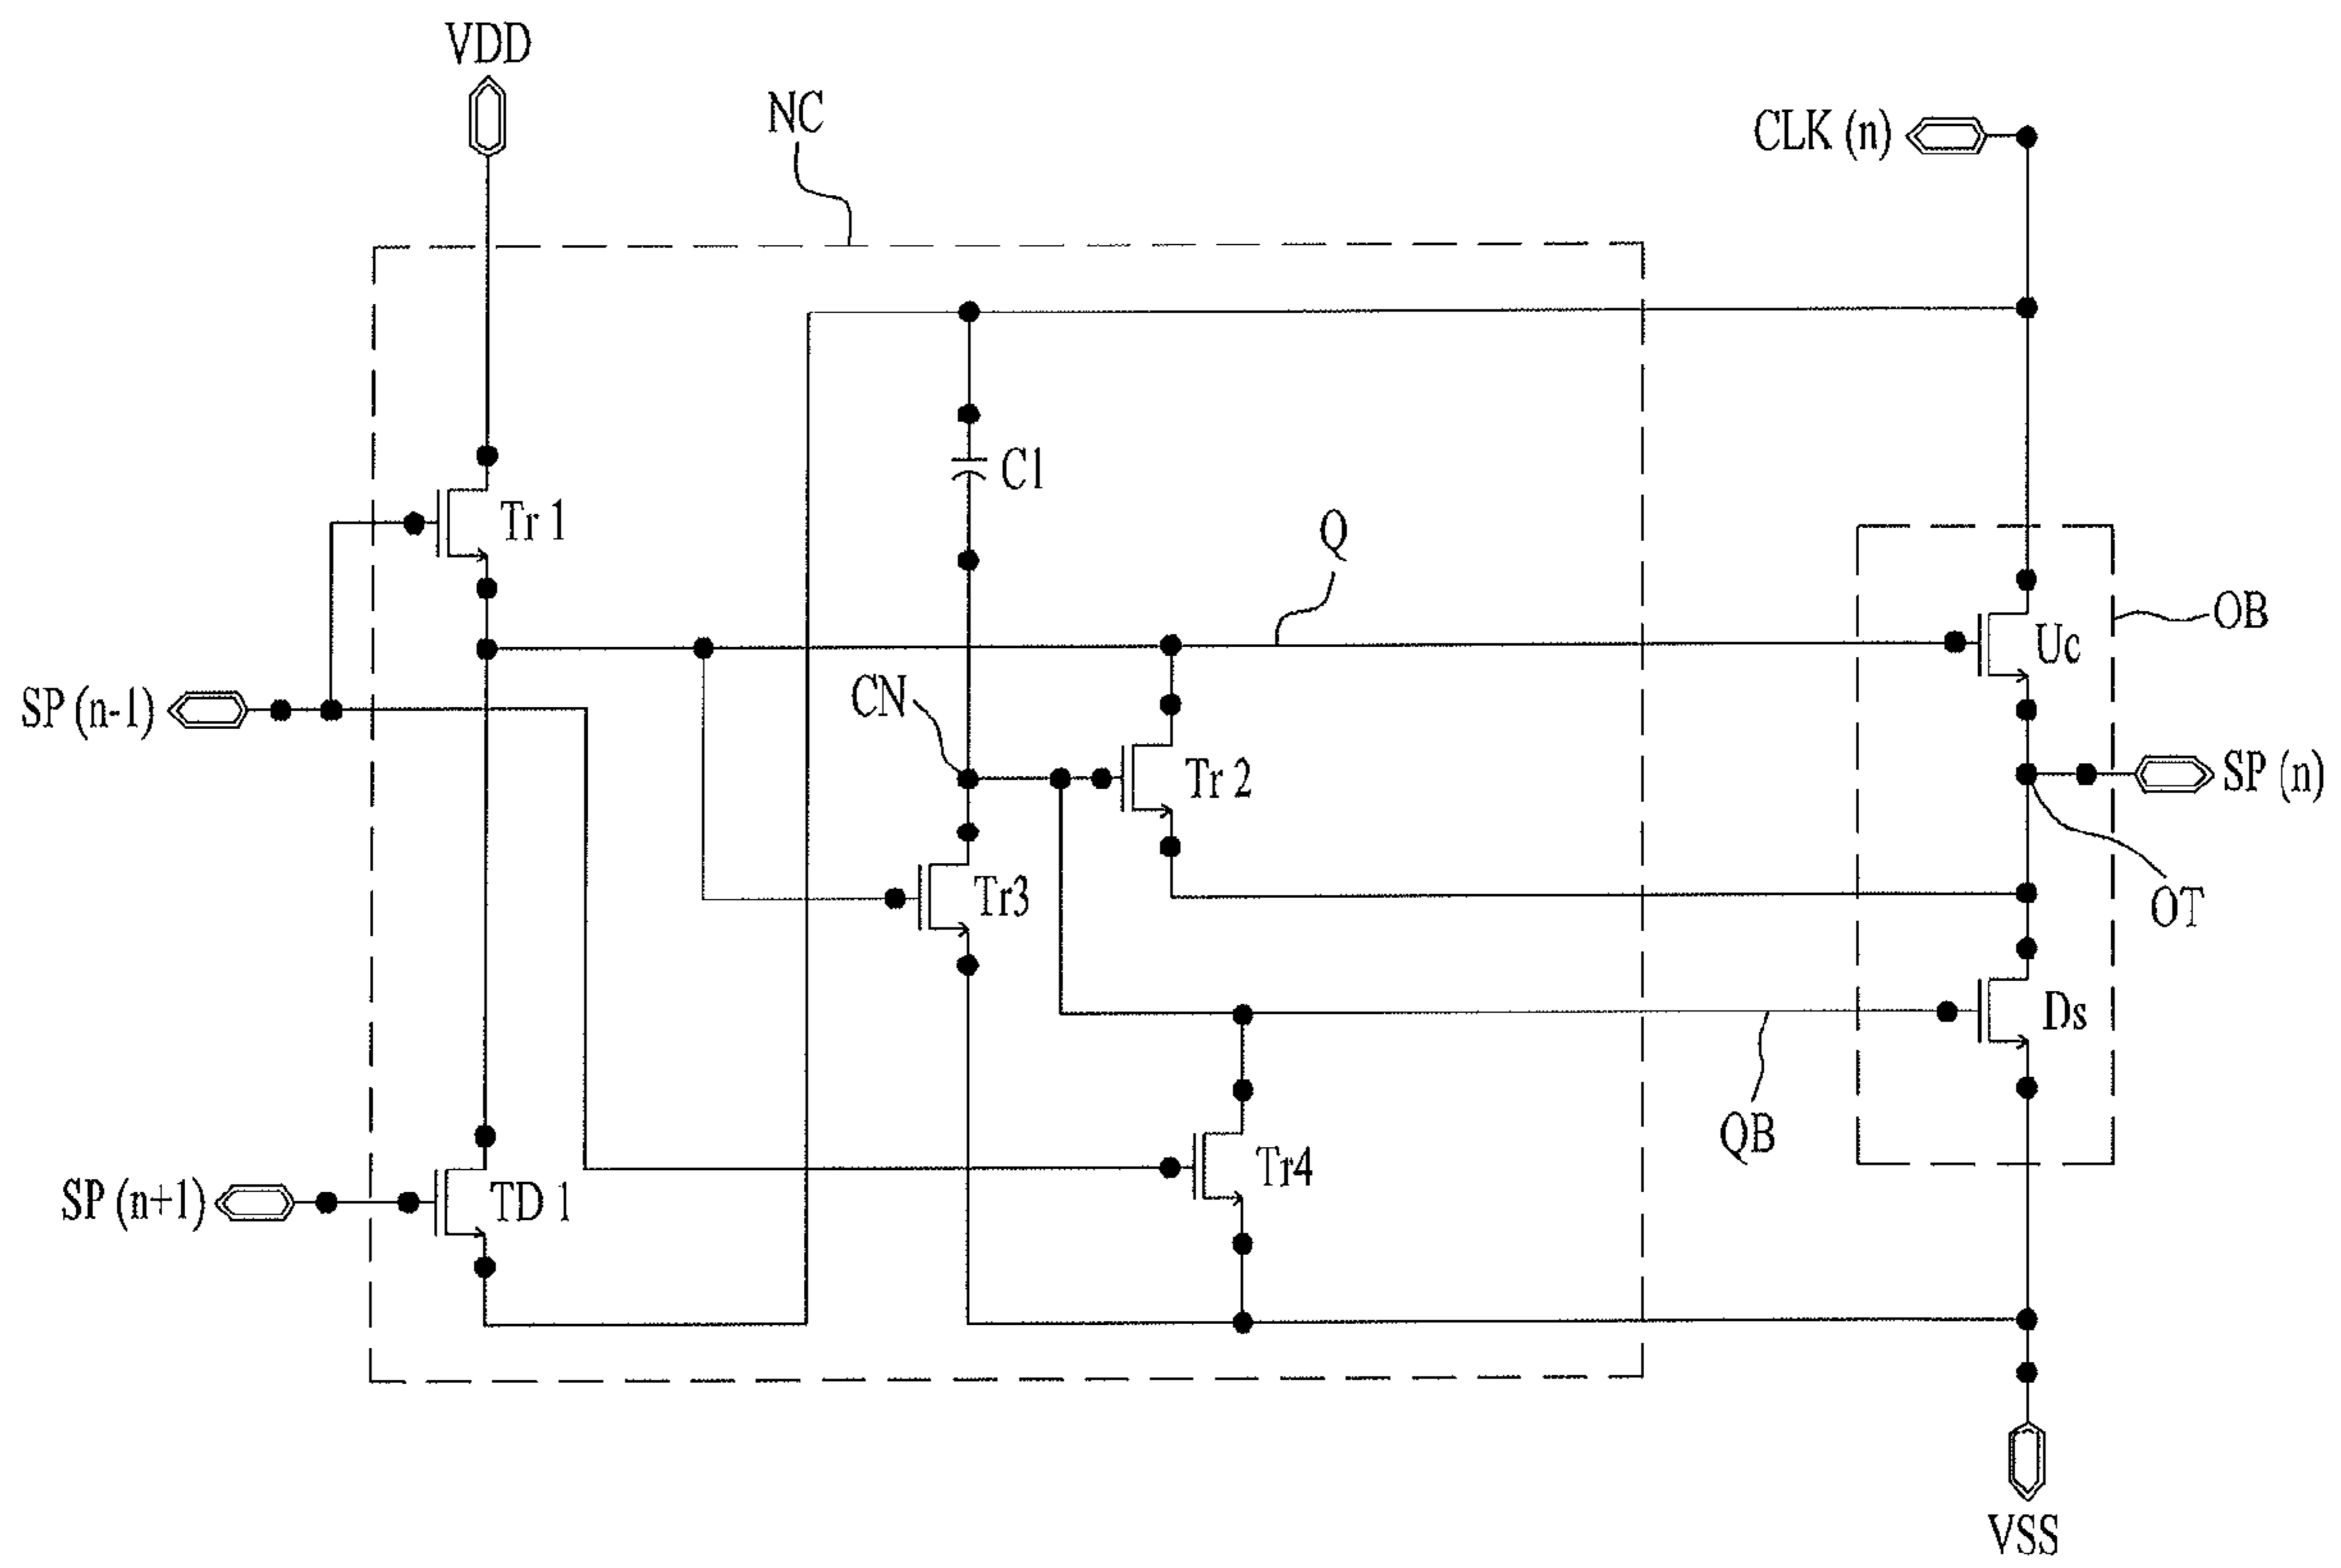 VDD
NC
CLK (n)
C1
Tr 1
Q
OB
Uc
CN
SP (n-1)
Tr 2
SP (n)
Tr3
OT
Ds
QB
Tr4
SP (n+1)
TD 1
VSS